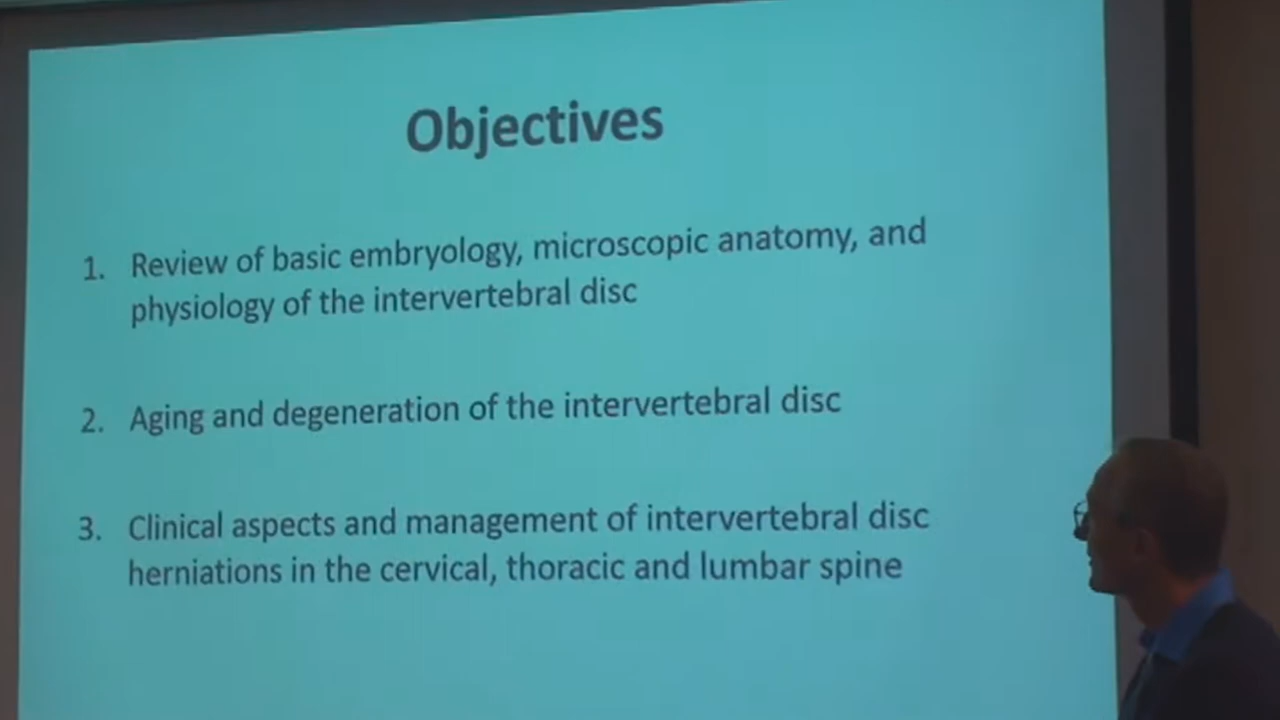 Objectives
1. Review of basic embryology, microscopic anatomy, and
physiology of the intervertebral disc
2. Aging and degeneration of the intervertebral disc
3. Clinical aspects and management of intervertebral disc
herniations in the cervical, thoracic and lumbar spine